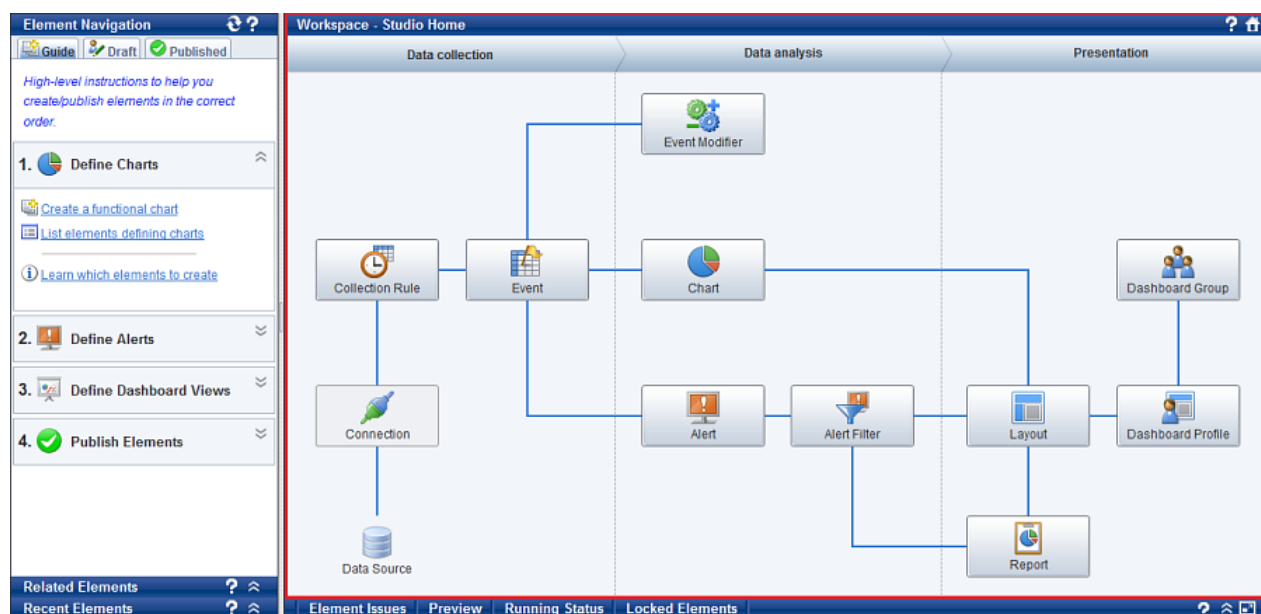 Element Navigation
Guide Draft Published
High-level instructions to help you
create/publish elements in the correct
order.
1. Define Charts
Create a functional chart
List elements defining charts
Learn which elements to create
2. Define Alerts
3. Define Dashboard Views
4. Publish Elements
Related Elements
Recent Elements
Workspace - Studio Home
Data collection Data analysis Presentation
Event Modifier
Collection Rule Event Chart Dashboard Group
Connection Alert Alert Filter Layout Dashboard Profile
Data Source Report
Element Issues Preview Running Status Locked Elements